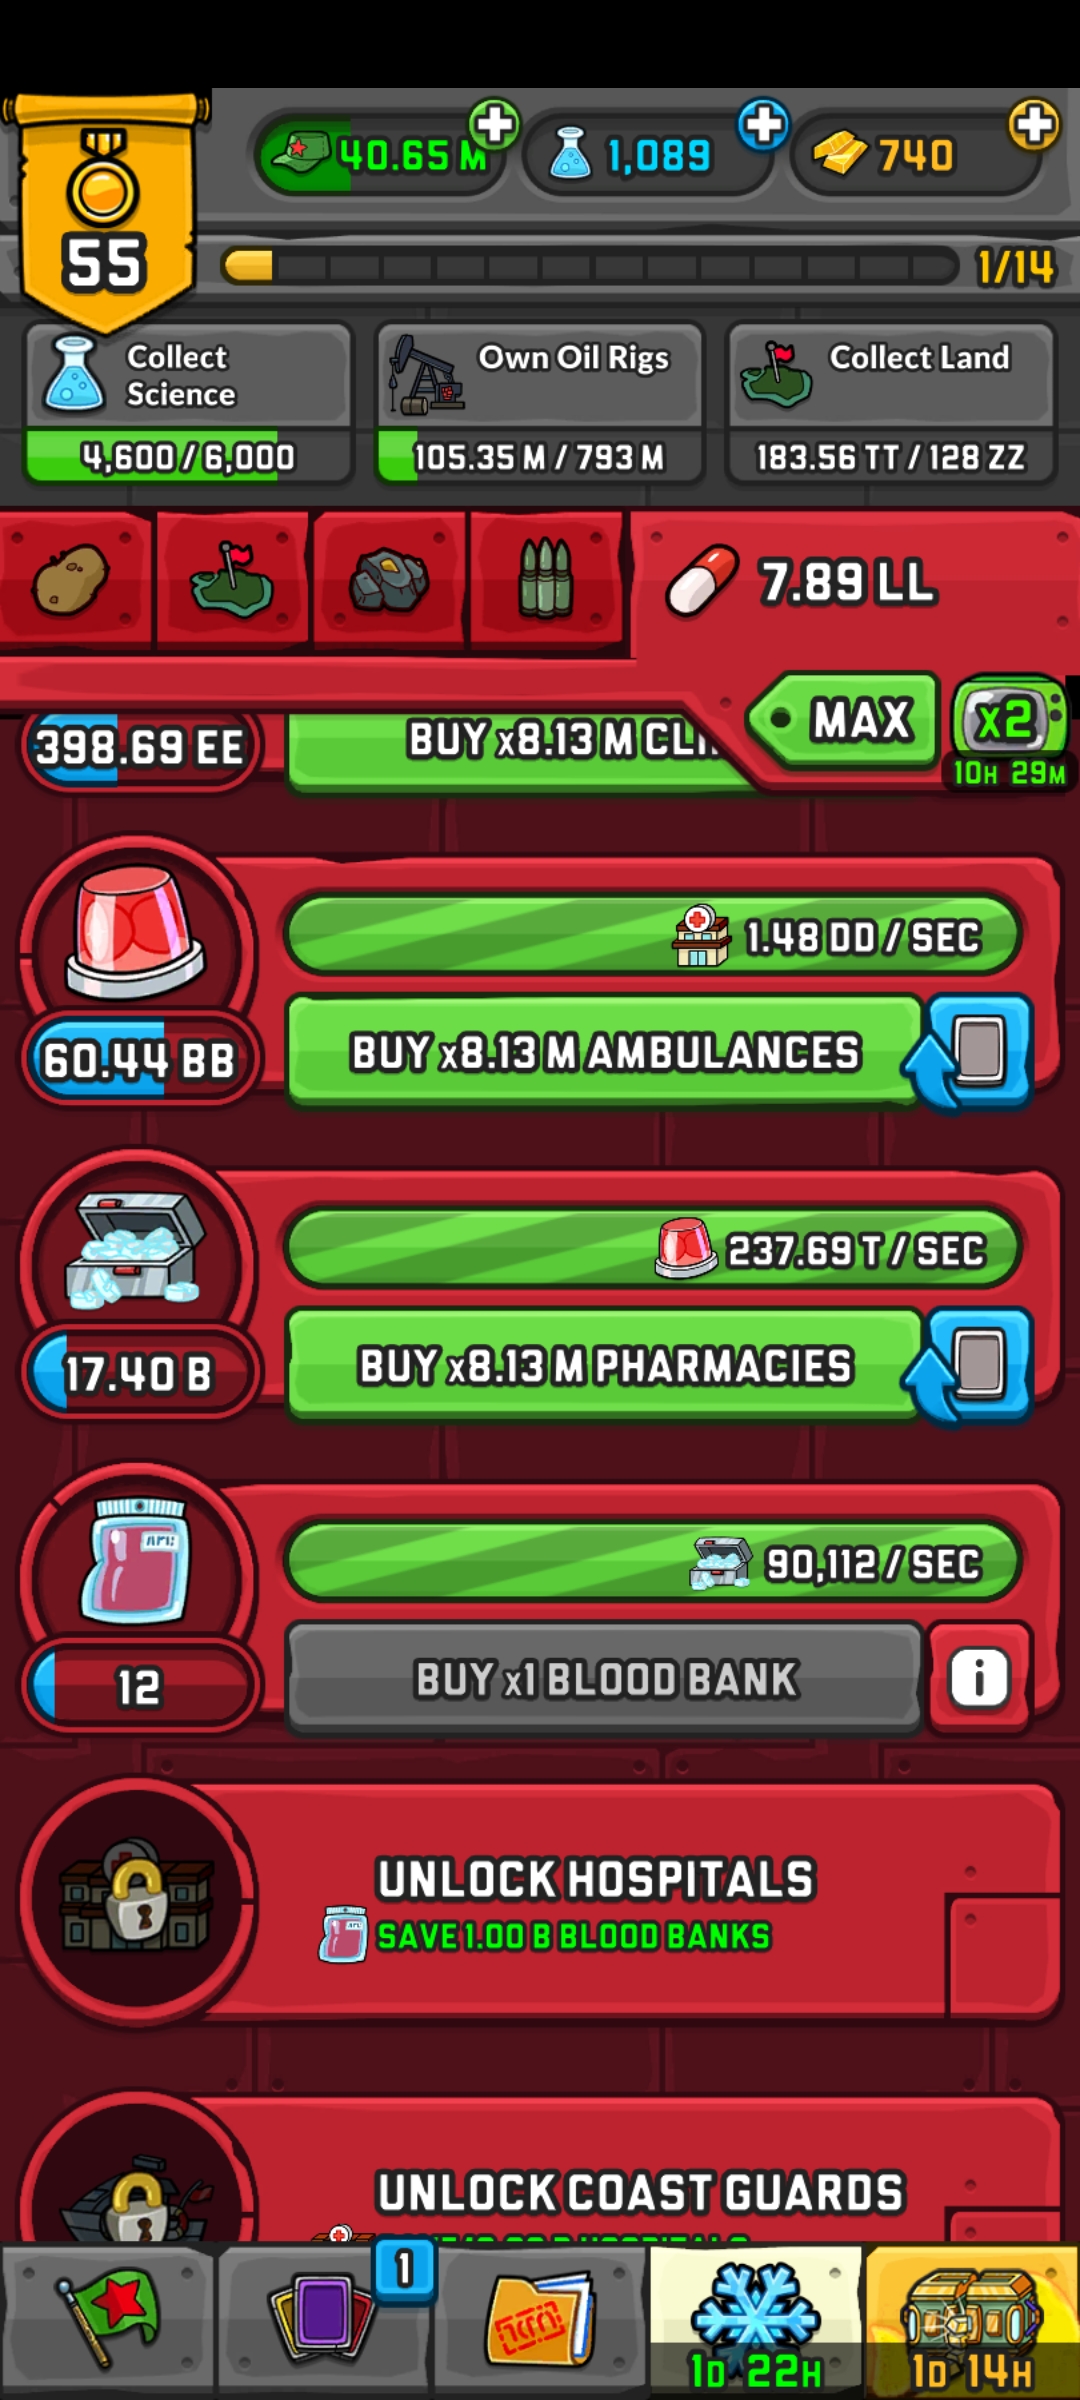 40.65 M
1,089
740
55
1/14
Collect
Science
4,600 / 6,000
Own Oil Rigs
105.35 M / 793 M
Collect Land
183.56 TT / 128 ZZ
7.89 LL
MAX
x2
10H 29M
398.69 EE
BUY x8.13 M
1.48 DD / SEC
60.44 BB
BUY x8.13 M AMBULANCES
237.69 T / SEC
17.40 B
BUY x8.13 M PHARMACIES
90,112 / SEC
12
BUY x1 BLOOD BANK
i
UNLOCK HOSPITALS
SAVE 1.00 B BLOOD BANKS
UNLOCK COAST GUARDS
1
1D 22H
1D 14H